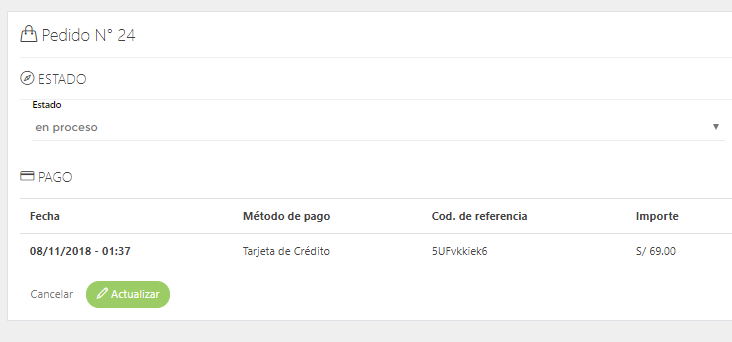 Pedido N° 24
ESTADO
Estado
en proceso
PAGO
Fecha Método de pago Cod. de referencia Importe
08/11/2018 - 01:37 Tarjeta de Crédito 5UFvkkiek6 S/ 69.00
Cancelar Actualizar